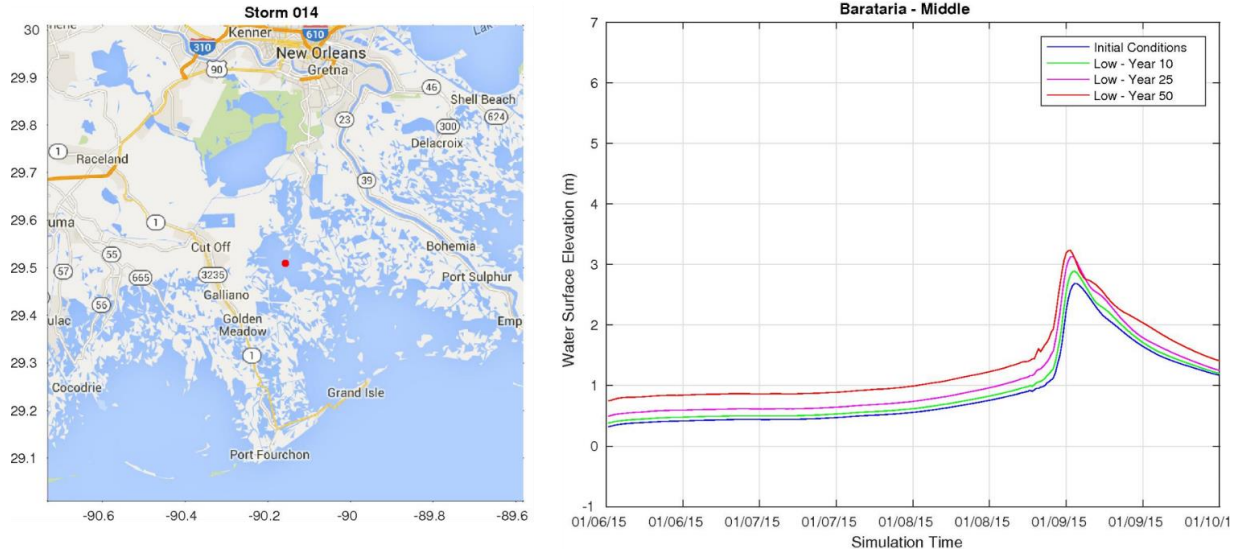 Storm 014
30
29.9
29.8
29.7
29.6
29.5
29.4
29.3
29.2
29.1
-90.6
-90.4
-90.2
-90
-89.8
-89.6
Kenner
310
610
New Orleans
Gretna
90
46
Shell Beach
624
300
Delacroix
23
1
Raceland
39
1
uma
Cut Off
Bohemia
55
57
665
3235
Port Sulphur
Galliano
56
Golden
Meadow
Emp
ulac
1
Cocodrie
Grand Isle
Port Fourchon
Barataria - Middle
Initial Conditions
Low - Year 10
Low - Year 25
Low - Year 50
Water Surface Elevation (m)
7
6
5
4
3
2
1
0
-1
01/06/15
01/06/15
01/07/15
01/07/15
01/08/15
01/08/15
01/09/15
01/09/15
01/10/1
Simulation Time